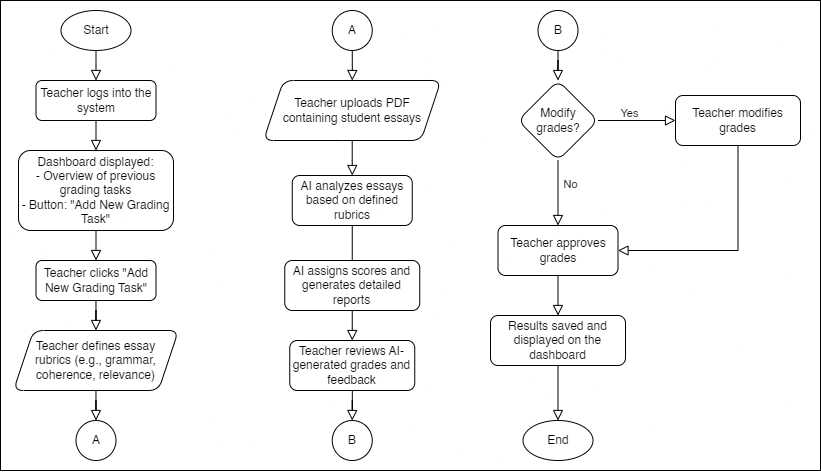 Start
Teacher logs into the
system
Dashboard displayed:
- Overview of previous
grading tasks
- Button: "Add New Grading
Task"
Teacher clicks "Add
New Grading Task"
Teacher defines essay
rubrics (e.g., grammar,
coherence, relevance)
A
A
Teacher uploads PDF
containing student essays
AI analyzes essays
based on defined
rubrics
AI assigns scores and
generates detailed
reports
Teacher reviews AI-
generated grades and
feedback
B
B
Modify
grades?
Yes
Teacher modifies
grades
No
Teacher approves
grades
Results saved and
displayed on the
dashboard
End